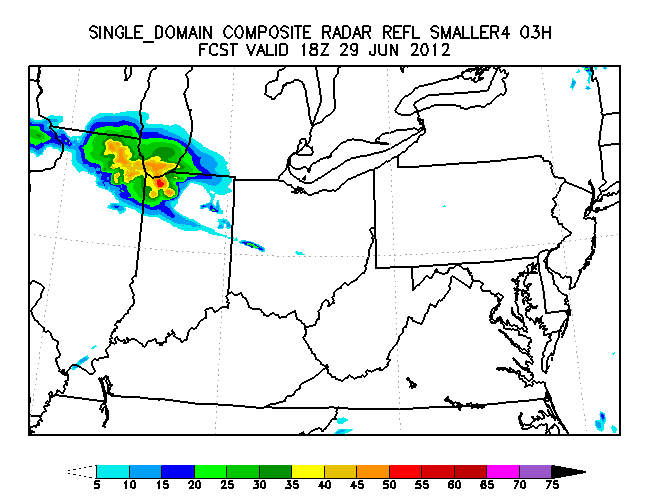 SINGLE_DOMAIN COMPOSITE RADAR REFL SMALLER4 03H
FCST VALID 18Z 29 JUN 2012
5 10 15 20 25 30 35 40 45 50 55 60 65 70 75